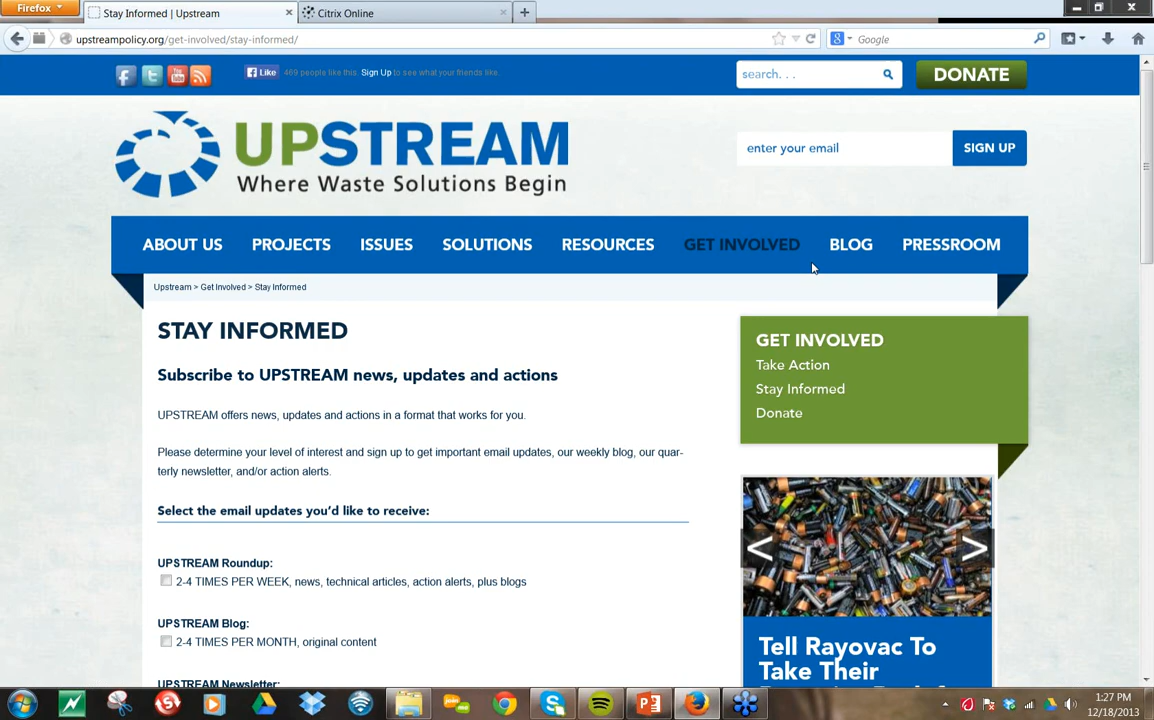 Firefox
Stay Informed | Upstream
Citrix Online
upstreampolicy.org/get-involved/stay-informed/
Google
Like
469 people like this. Sign Up to see what your friends like.
search. . .
DONATE
UPSTREAM
Where Waste Solutions Begin
enter your email
SIGN UP
ABOUT US
PROJECTS
ISSUES
SOLUTIONS
RESOURCES
GET INVOLVED
BLOG
PRESSROOM
Upstream > Get Involved > Stay Informed
STAY INFORMED
Subscribe to UPSTREAM news, updates and actions
UPSTREAM offers news, updates and actions in a format that works for you.
Please determine your level of interest and sign up to get important email updates, our weekly blog, our quar-
terly newsletter, and/or action alerts.
Select the email updates you'd like to receive:
UPSTREAM Roundup:
2-4 TIMES PER WEEK, news, technical articles, action alerts, plus blogs
UPSTREAM Blog:
2-4 TIMES PER MONTH, original content
UPSTREAM Newsletter:
GET INVOLVED
Take Action
Stay Informed
Donate
Tell Rayovac To
Take Their
1:27 PM
12/18/2013